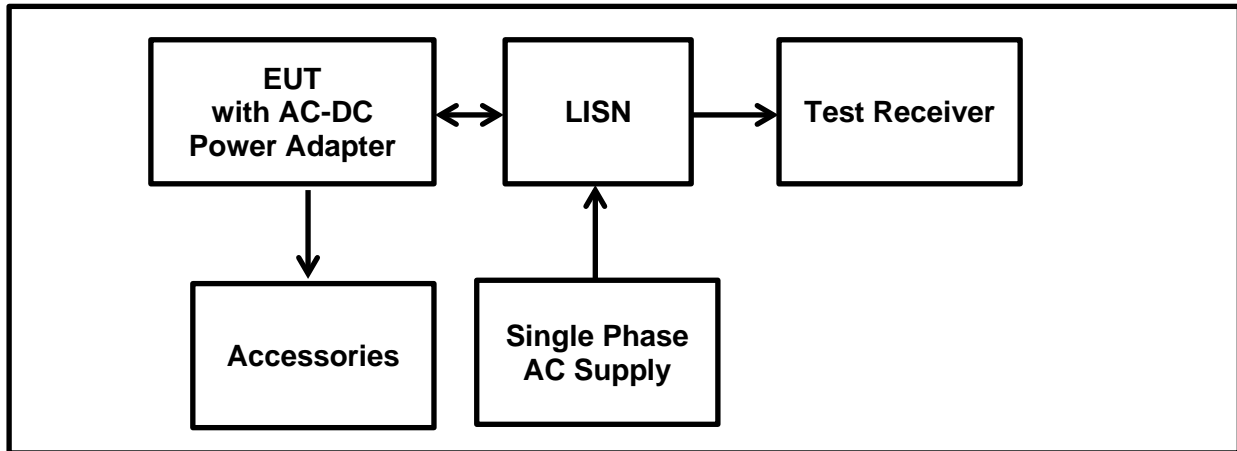 EUT
with AC-DC
Power Adapter
LISN
Test Receiver
Accessories
Single Phase
AC Supply